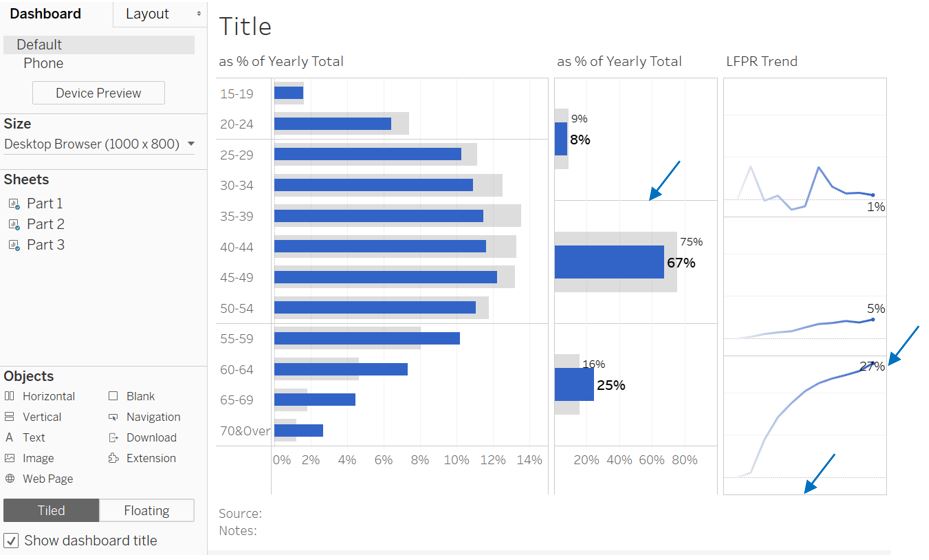 Dashboard
Layout
Default
Phone
Device Preview
Size
Desktop Browser (1000 x 800)
Sheets
Part 1
Part 2
Part 3
Objects
Horizontal
Blank
Vertical
Navigation
Text
Download
Image
Extension
Web Page
Tiled
Floating
Show dashboard title
Title
as % of Yearly Total
15-19
20-24
25-29
30-34
35-39
40-44
45-49
50-54
55-59
60-64
65-69
70&Over
0% 2% 4% 6% 8% 10% 12% 14%
as % of Yearly Total
9%
8%
75%
67%
16%
25%
20% 40% 60% 80%
LFPR Trend
1%
5%
27%
Source:
Notes: